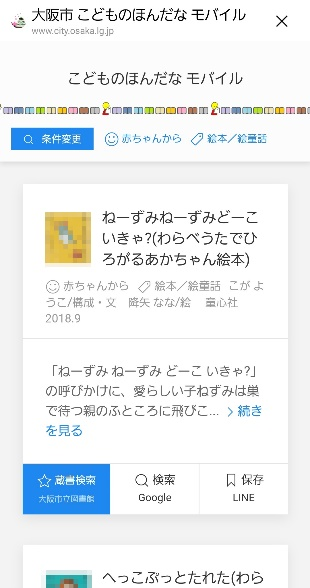 大阪市 こどものほんだな モバイル
www.city.osaka.lg.jp
こどものほんだな モバイル
条件変更
赤ちゃんから
絵本／絵童話
ねーずみねーずみどーこ
いきゃ?(わらべうたでひ
ろがるあかちゃん絵本)
赤ちゃんから 絵本／絵童話 こが よ
うこ/構成・文 降矢 なな/絵 童心社
2018.9
「ねーずみ ねーずみ どーこ いきゃ?」
の呼びかけに、愛らしい子ねずみは巣
で待つ親のふところに飛びこ... 続き
を見る
蔵書検索
大阪市立図書館
検索
Google
保存
LINE
へっこぷっとたれた(わら